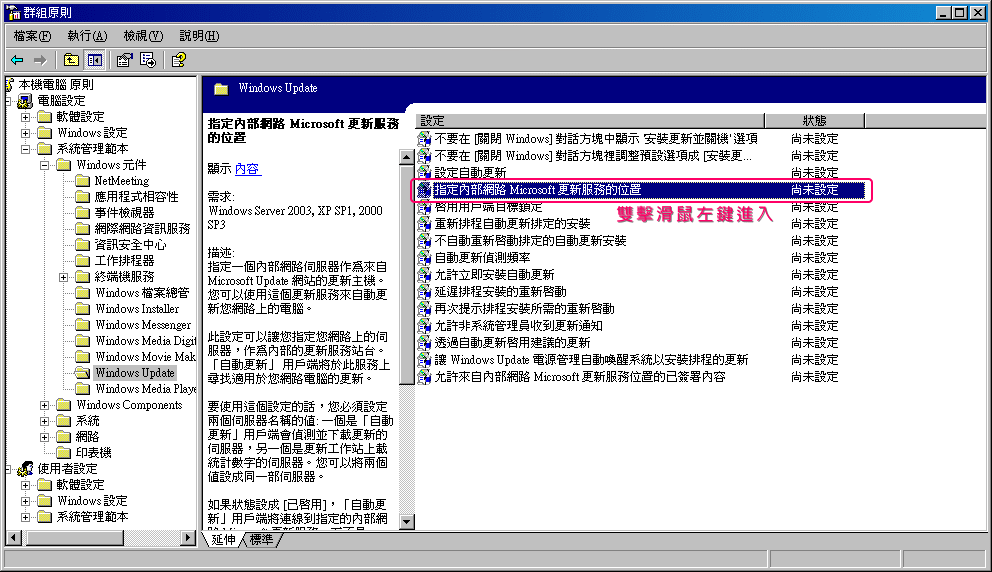 群組原則
檔案(F) 執行(A) 檢視(V) 說明(H)
本機電腦 原則
電腦設定
軟體設定
Windows 設定
系統管理範本
Windows 元件
NetMeeting
應用程式相容性
事件檢視器
網際網路資訊服務
資訊安全中心
工作排程器
終端機服務
Windows 檔案總管
Windows Installer
Windows Messenger
Windows Media Digit
Windows Movie Mak
Windows Update
Windows Media Playe
Windows Components
系統
網路
印表機
使用者設定
軟體設定
Windows 設定
系統管理範本
Windows Update
指定內部網路 Microsoft 更新服務
的位置
顯示 內容
需求:
Windows Server 2003, XP SP1, 2000
SP3
描述:
指定一個內部網路伺服器作為來自
Microsoft Update 網站的更新主機。
您可以使用這個更新服務來自動更
新您網路上的電腦。
此設定可以讓您指定您網路上的伺
服器，作為內部的更新服務站台。
「自動更新」用戶端將於此服務上
尋找適用於您網路電腦的更新。
要使用這個設定的話，您必須設定
兩個伺服器名稱的值: 一個是「自動
更新」用戶端會偵測並下載更新的
伺服器，另一個是更新工作站上載
統計數字的伺服器。您可以將兩個
值設成同一部伺服器。
如果狀態設成 [已啟用]，「自動更
新」用戶端將連線到指定的內部網
設定 狀態
不要在 [關閉 Windows] 對話方塊中顯示 '安裝更新並關機' 選項 尚未設定
不要在 [關閉 Windows] 對話方塊裡調整預設選項成 [安裝更... 尚未設定
設定自動更新 尚未設定
指定內部網路 Microsoft 更新服務的位置 尚未設定
啟用用戶端目標鎖定 尚未設定
雙擊滑鼠左鍵進入
重新排程自動更新排定的安裝 尚未設定
不自動重新啟動排定的自動更新安裝 尚未設定
自動更新偵測頻率 尚未設定
允許立即安裝自動更新 尚未設定
延遲排程安裝的重新啟動 尚未設定
再次提示排程安裝所需的重新啟動 尚未設定
允許非系統管理員收到更新通知 尚未設定
透過自動更新啟用建議的更新 尚未設定
讓 Windows Update 電源管理自動喚醒系統以安裝排程的更新 尚未設定
允許來自內部網路 Microsoft 更新服務位置的已簽署內容 尚未設定
延伸 標準